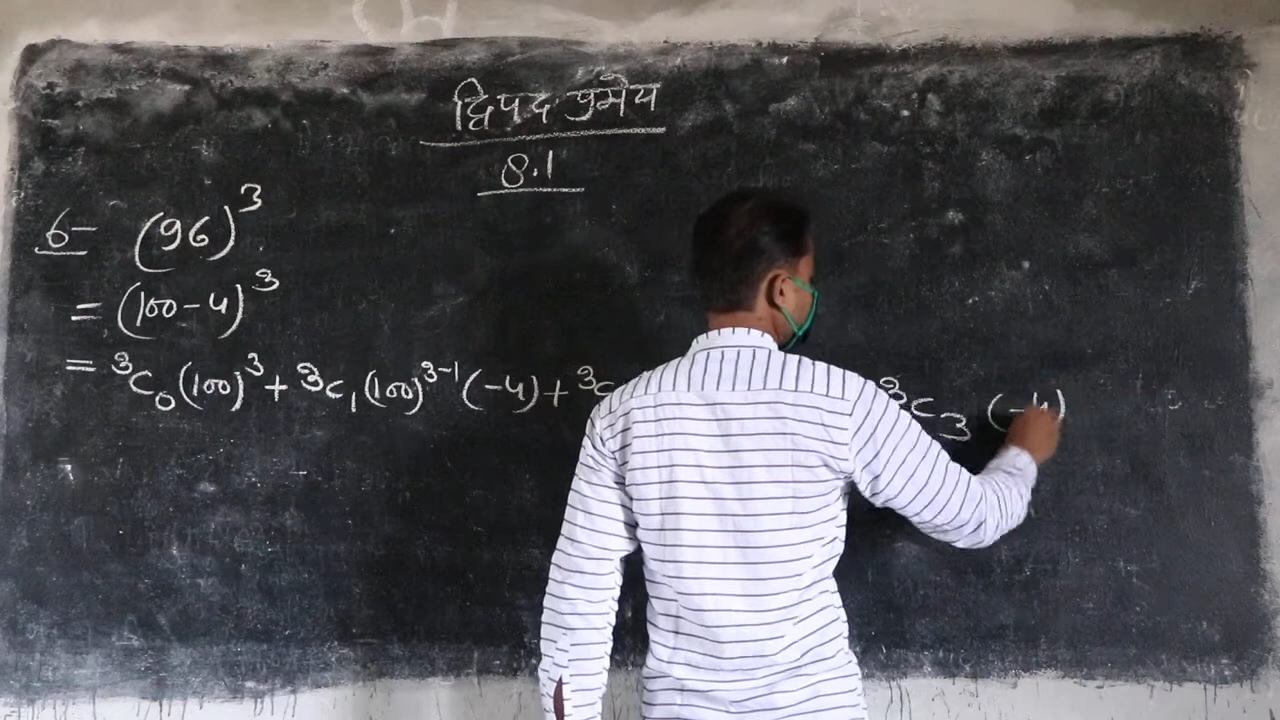 द्विपद प्रमेय
8.1
6- (96)³
= (100-4)³
= ³C₀(100)³ + ³C₁(100)³⁻¹(-4) + ³C ³C₃ (-4)